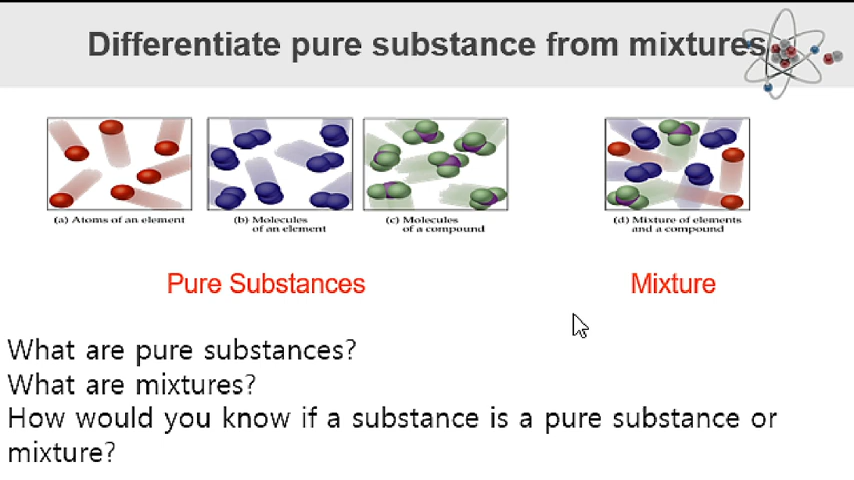 Differentiate pure substance from mixtures
(a) Atoms of an element
(b) Molecules
of an element
(c) Molecules
of a compound
(d) Mixture of elements
and a compound
Pure Substances
Mixture
What are pure substances?
What are mixtures?
How would you know if a substance is a pure substance or
mixture?